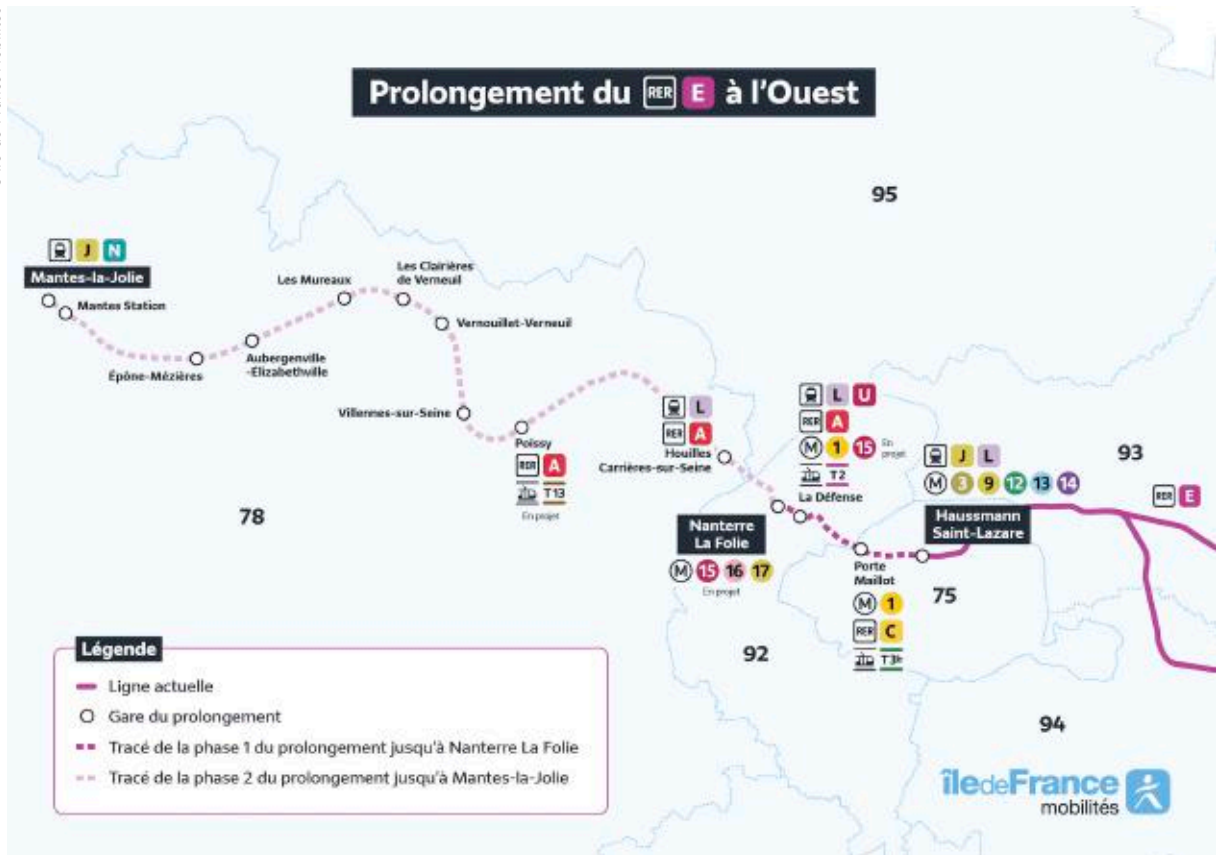 Prolongement du RER E à l'Ouest
95
J N
Mantes-la-Jolie
Mantes Station
Épône-Mézières
Aubergenville
-Élizabethville
Les Mureaux
Les Clairières
de Verneuil
Vernouillet-Verneuil
Villennes-sur-Seine
Poissy
RER A
T13
En projet
L
RER A
Houilles
Carrières-sur-Seine
L U
RER A
M 1 15 En projet
T2
La Défense
Nanterre
La Folie
M 15 16 17
En projet
Porte
Maillot
M 1
RER C
T3b
J L
M 3 9 12 13 14
Haussmann
Saint-Lazare
93
RER E
78
75
92
94
Légende
Ligne actuelle
Gare du prolongement
Tracé de la phase 1 du prolongement jusqu'à Nanterre La Folie
Tracé de la phase 2 du prolongement jusqu'à Mantes-la-Jolie
îledeFrance
mobilités